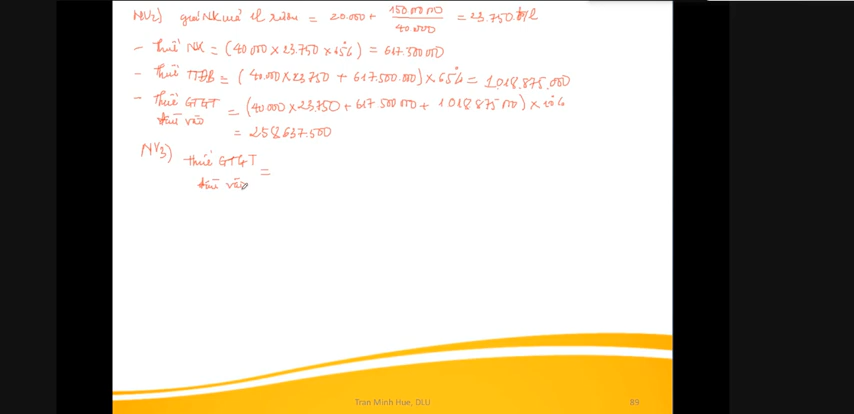 NV2) giá NK của 1l rượu = 20.000 + 150 000 000 / 40.000 = 23.750.đ/l
- Thuế NK = (40 000 x 23.750 x 65%) = 617.500 000
- Thuế TTĐB = (40.000 x 23 750 + 617.500.000) x 65% = 1.018.875.000
- Thuế GTGT đầu vào = (40 000 x 23.750 + 617 500 000 + 1 018 875 000) x 10%
= 258.637.500
NV3) Thuế GTGT đầu vào =
Tran Minh Hue, DLU
89